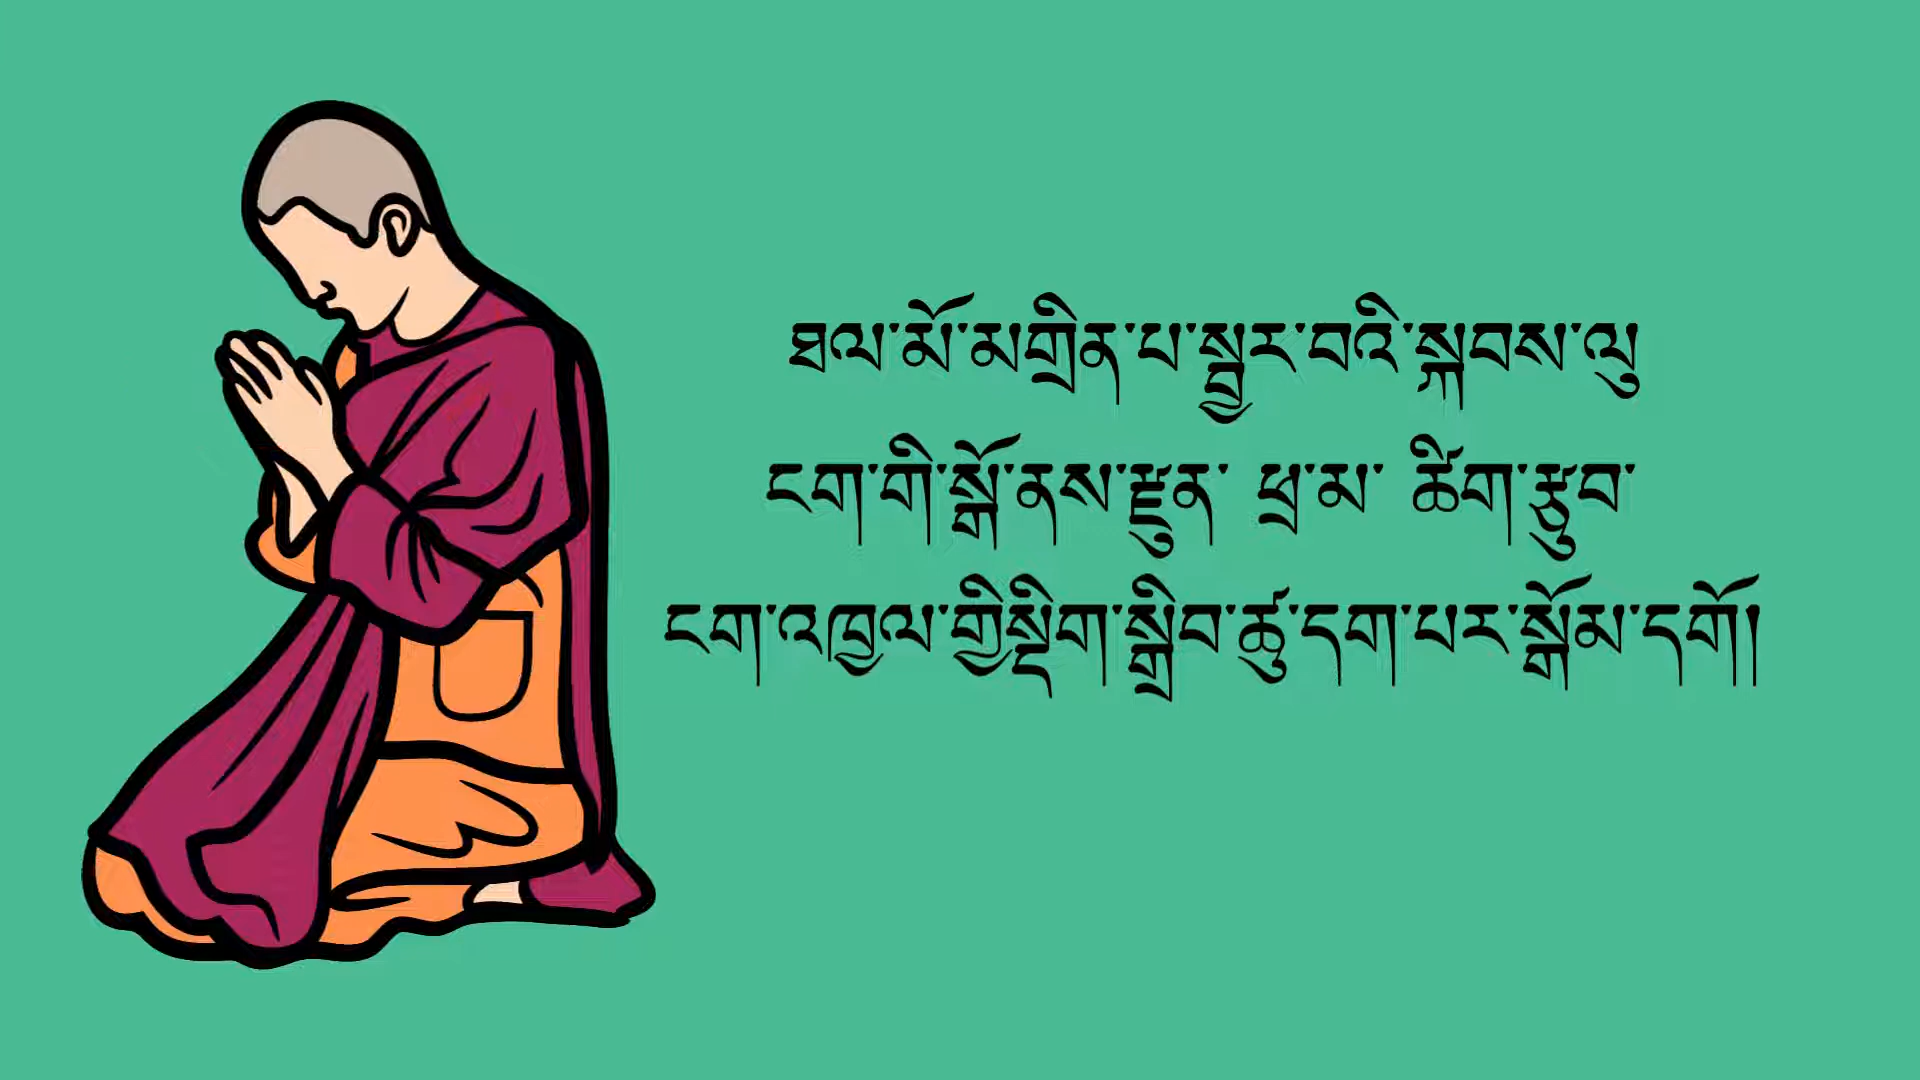 ཐལ་མོ་མགྲིན་པ་སྦྱར་བའི་སྐབས་ལུ
ངག་གི་སྒོ་ནས་རྫུན་ ཕྲ་མ་ ཚིག་རྩུབ་
ངག་འཁྱལ་གྱི་སྡིག་སྒྲིབ་ཚུ་དག་པར་སྒོམ་དགོ།